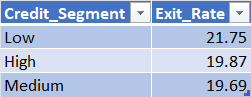 Credit_Segment Exit_Rate
Low 21.75
High 19.87
Medium 19.69